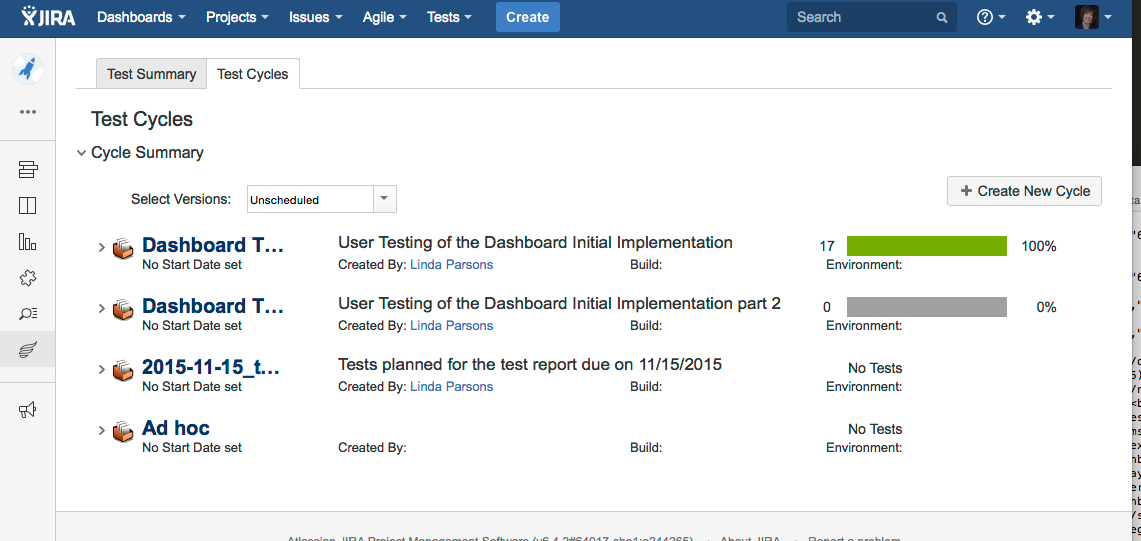 JIRA Dashboards Projects Issues Agile Tests Create Search
Test Summary Test Cycles
Test Cycles
Cycle Summary
Select Versions: Unscheduled
Create New Cycle
Dashboard T… User Testing of the Dashboard Initial Implementation 17 100%
No Start Date set Created By: Linda Parsons Build: Environment:
Dashboard T… User Testing of the Dashboard Initial Implementation part 2 0 0%
No Start Date set Created By: Linda Parsons Build: Environment:
2015-11-15_t… Tests planned for the test report due on 11/15/2015 No Tests
No Start Date set Created By: Linda Parsons Build: Environment:
Ad hoc No Tests
No Start Date set Created By: Build: Environment:
Atlassian JIRA Project Management Software About JIRA Report a problem